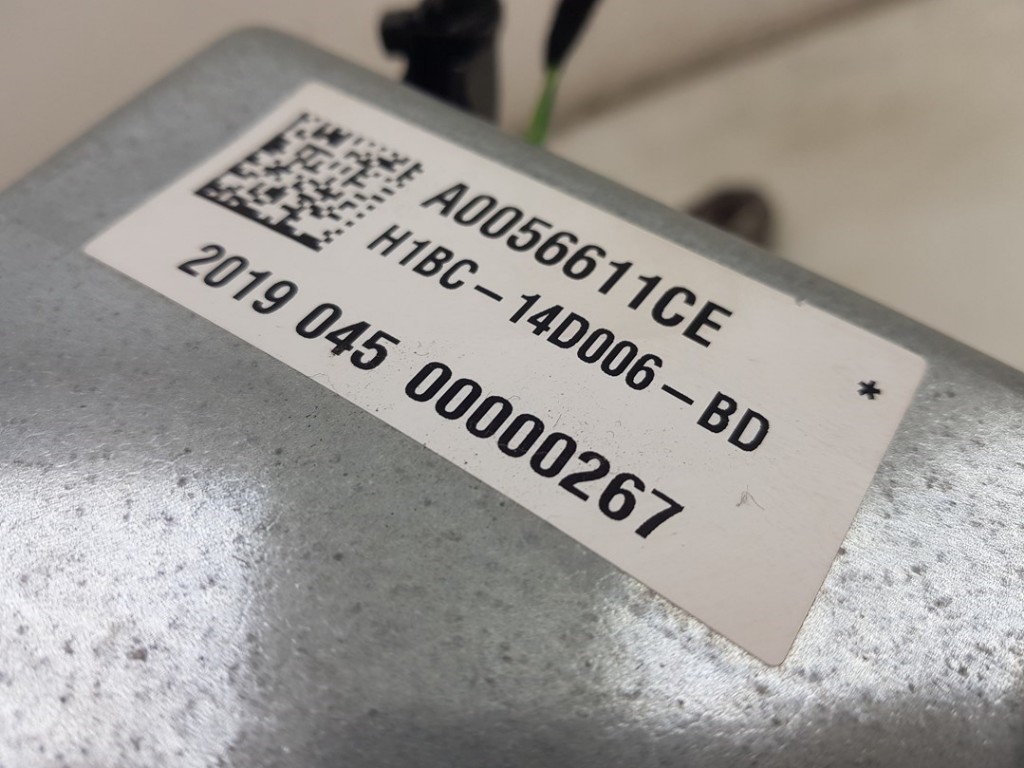 A0056611CE
H1BC-14D006-BD
*
2019 045 00000267